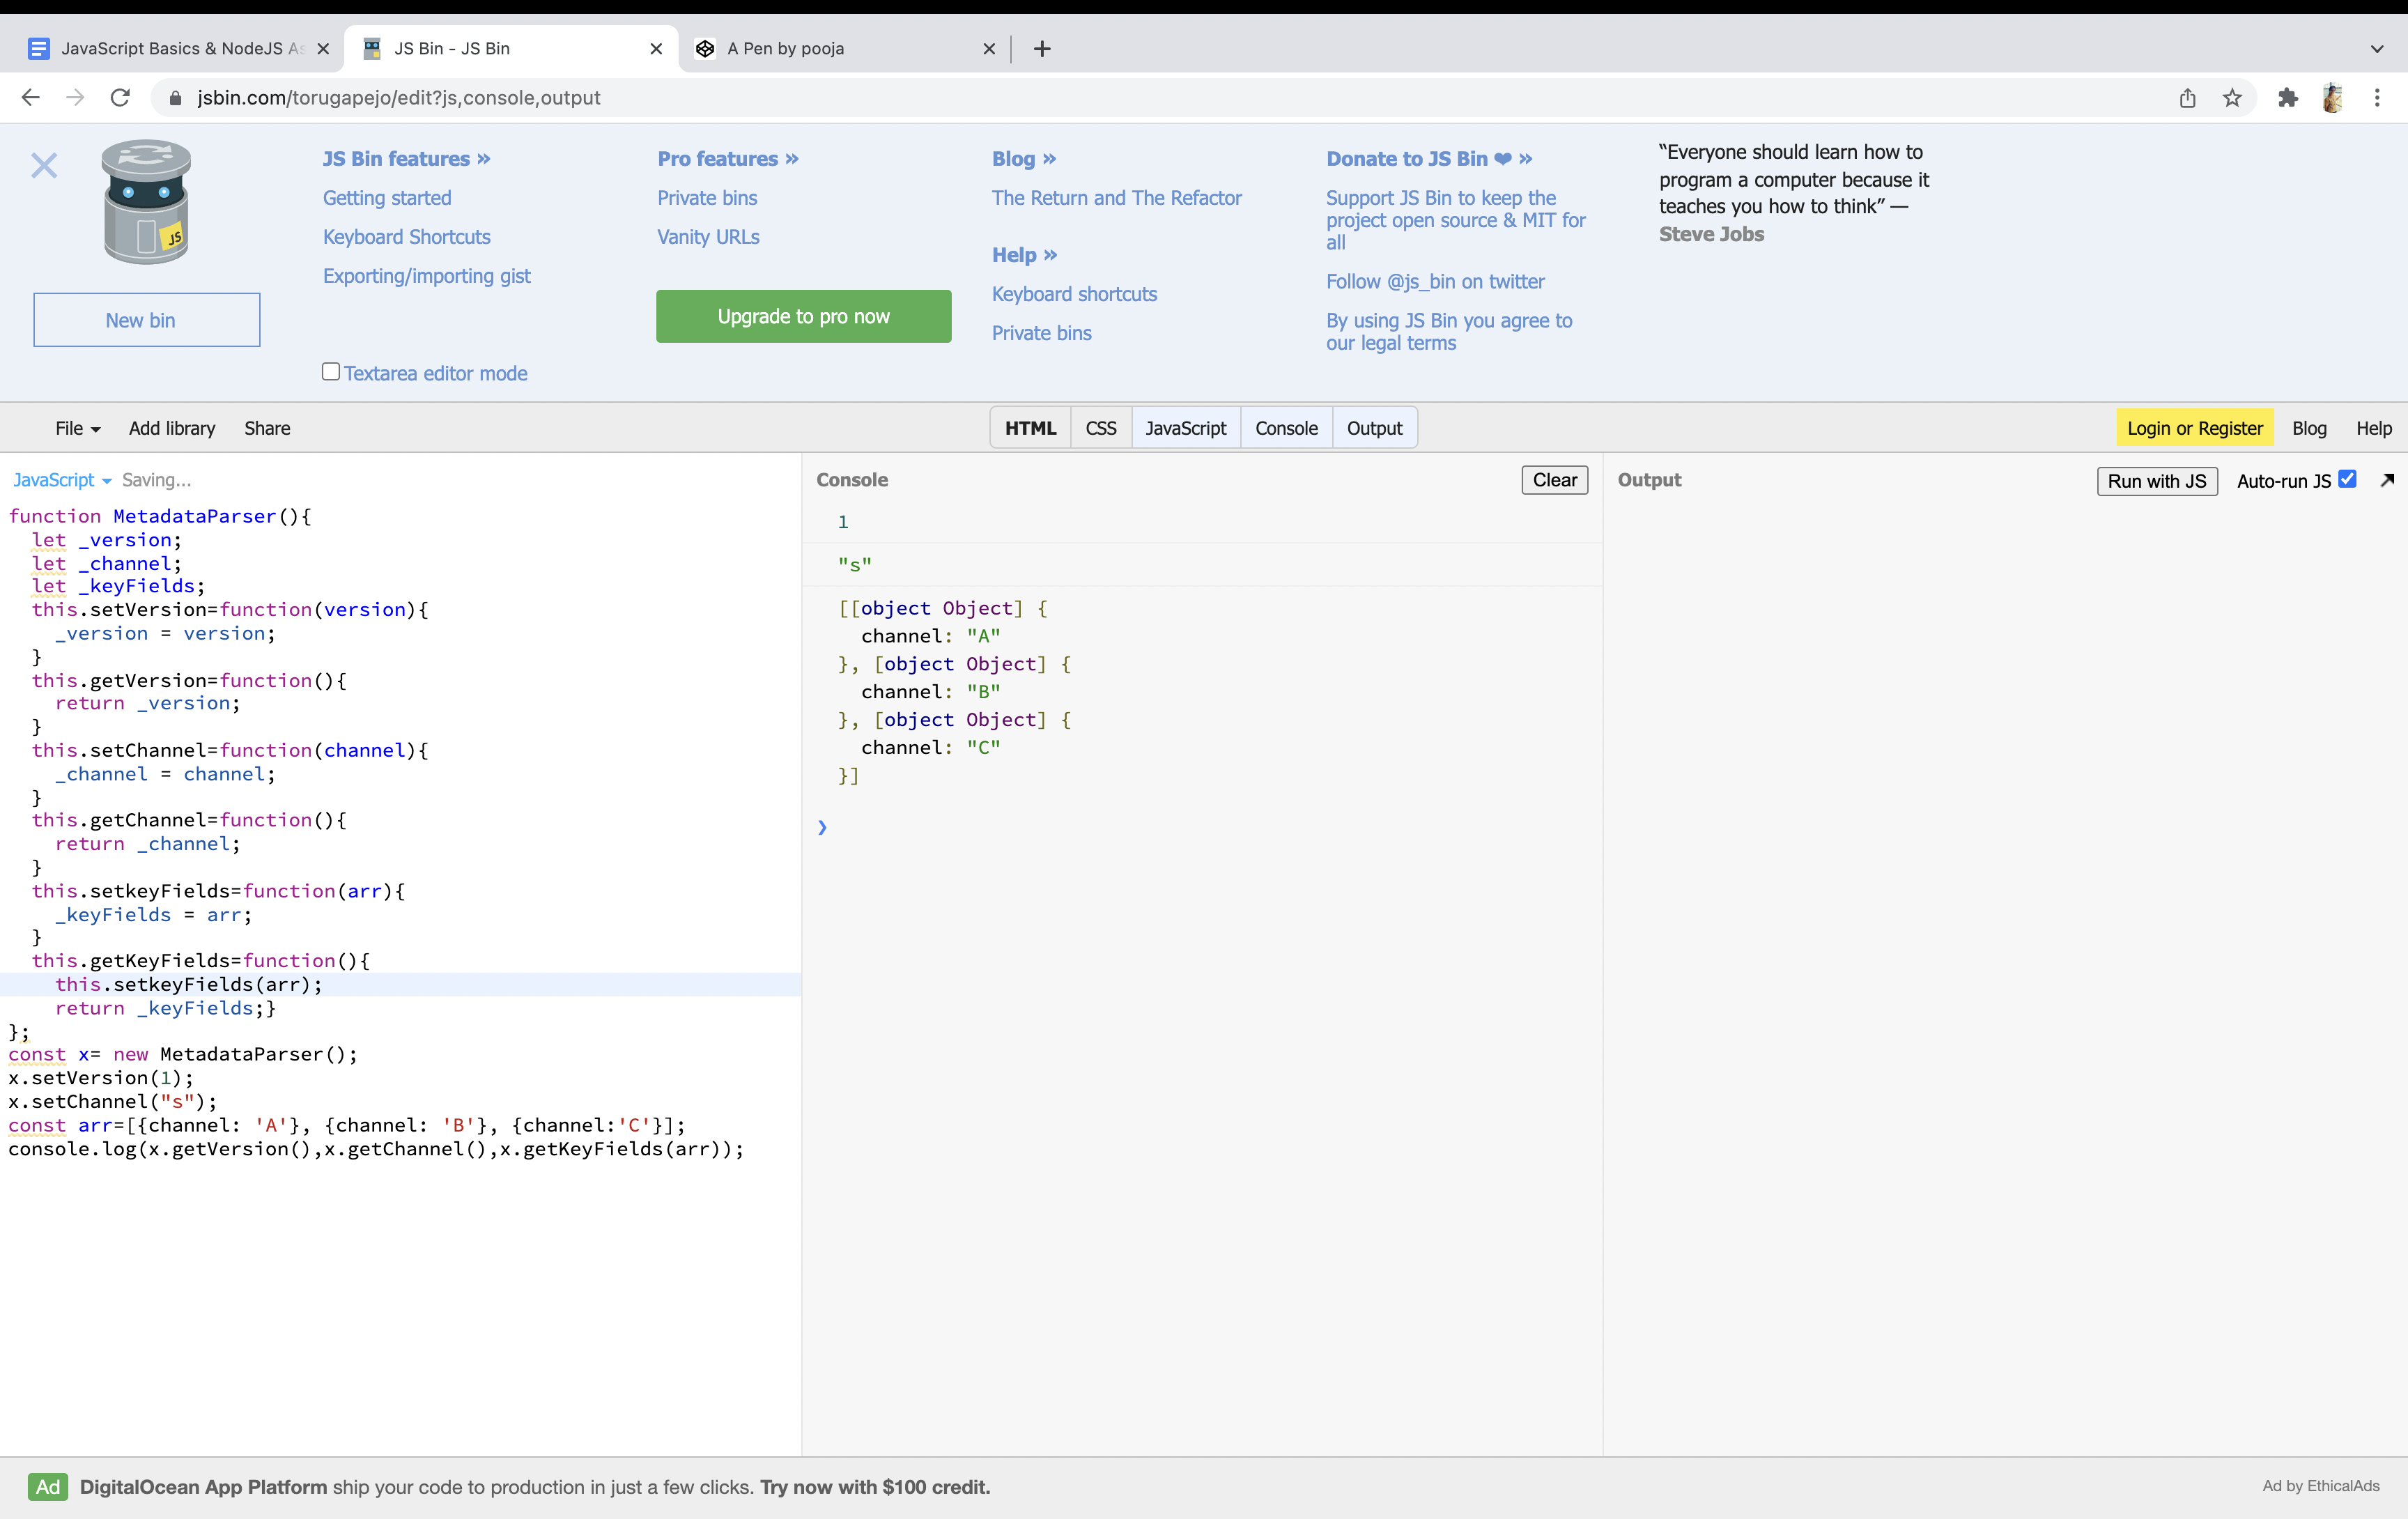 JavaScript Basics & NodeJS As
JS Bin - JS Bin
A Pen by pooja
jsbin.com/torugapejo/edit?js,console,output
JS
New bin
JS Bin features »
Getting started
Keyboard Shortcuts
Exporting/importing gist
Textarea editor mode
Pro features »
Private bins
Vanity URLs
Upgrade to pro now
Blog »
The Return and The Refactor
Help »
Keyboard shortcuts
Private bins
Donate to JS Bin ❤ »
Support JS Bin to keep the
project open source & MIT for
all
Follow @js_bin on twitter
By using JS Bin you agree to
our legal terms
“Everyone should learn how to
program a computer because it
teaches you how to think” —
Steve Jobs
File Add library Share
HTML CSS JavaScript Console Output
Login or Register Blog Help
JavaScript Saving...
function MetadataParser(){
let _version;
let _channel;
let _keyFields;
this.setVersion=function(version){
_version = version;
}
this.getVersion=function(){
return _version;
}
this.setChannel=function(channel){
_channel = channel;
}
this.getChannel=function(){
return _channel;
}
this.setkeyFields=function(arr){
_keyFields = arr;
}
this.getKeyFields=function(){
this.setkeyFields(arr);
return _keyFields;}
};
const x= new MetadataParser();
x.setVersion(1);
x.setChannel("s");
const arr=[{channel: 'A'}, {channel: 'B'}, {channel:'C'}];
console.log(x.getVersion(),x.getChannel(),x.getKeyFields(arr));
Console
Clear
1
"s"
[[object Object] {
channel: "A"
}, [object Object] {
channel: "B"
}, [object Object] {
channel: "C"
}]
❯
Output
Run with JS
Auto-run JS
Ad DigitalOcean App Platform ship your code to production in just a few clicks. Try now with $100 credit.
Ad by EthicalAds